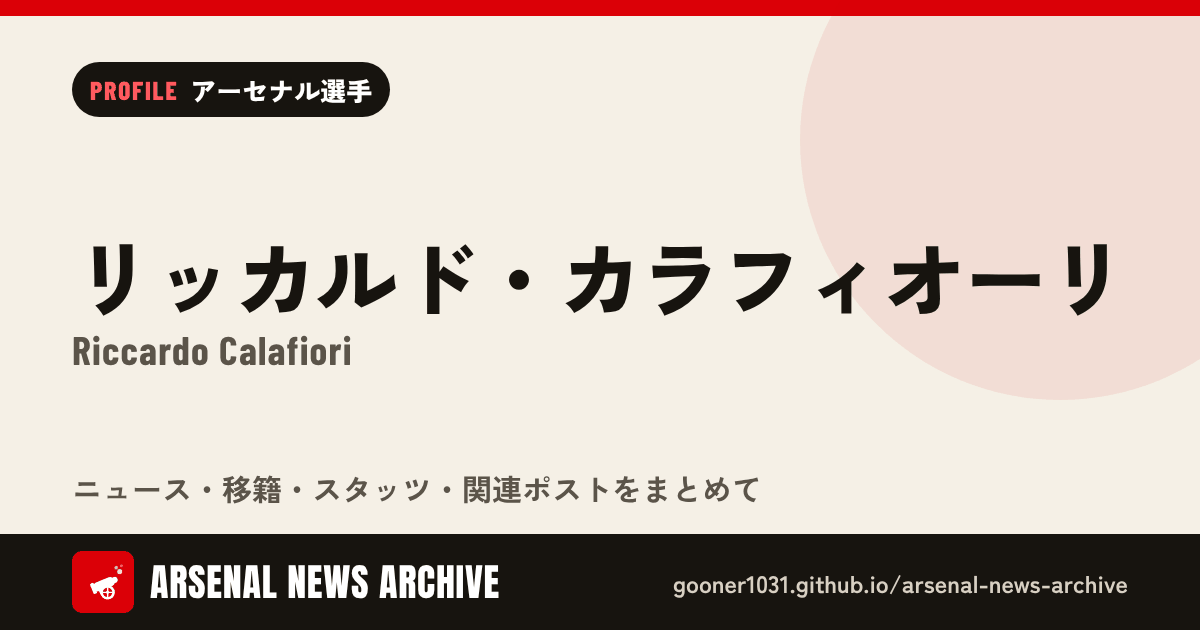 PROFILE アーセナル選手
リッカルド・カラフィオーリ
Riccardo Calafiori
ニュース・移籍・スタッツ・関連ポストをまとめて
ARSENAL NEWS ARCHIVE
gooner1031.github.io/arsenal-news-archive